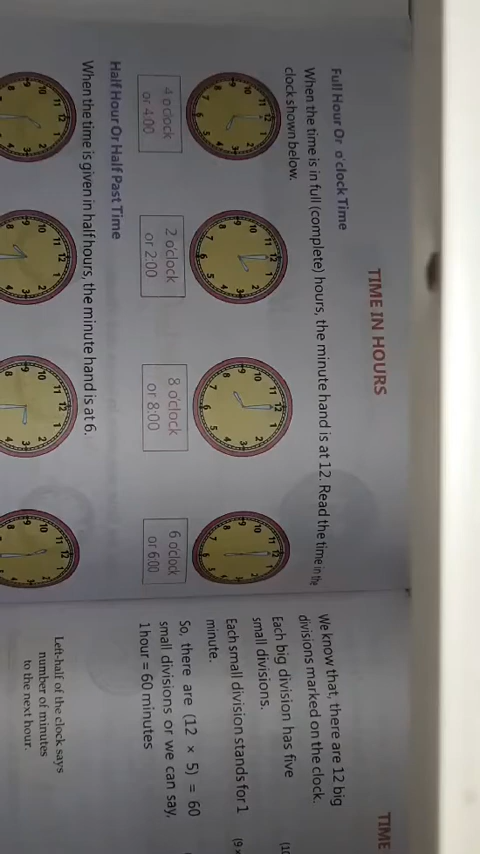 TIME IN HOURS
Full Hour Or o'clock Time
When the time is in full (complete) hours, the minute hand is at 12. Read the time in the
clock shown below.
4 o'clock
or 4:00
2 o'clock
or 2:00
8 o'clock
or 8:00
6 o'clock
or 6:00
Half Hour Or Half Past Time
When the time is given in half hours, the minute hand is at 6.
TIME
We know that, there are 12 big
divisions marked on the clock.
Each big division has five
small divisions.
Each small division stands for 1
minute.
So, there are (12 × 5) = 60
small divisions or we can say,
1 hour = 60 minutes
Left-half of the clock says
number of minutes
to the next hour.